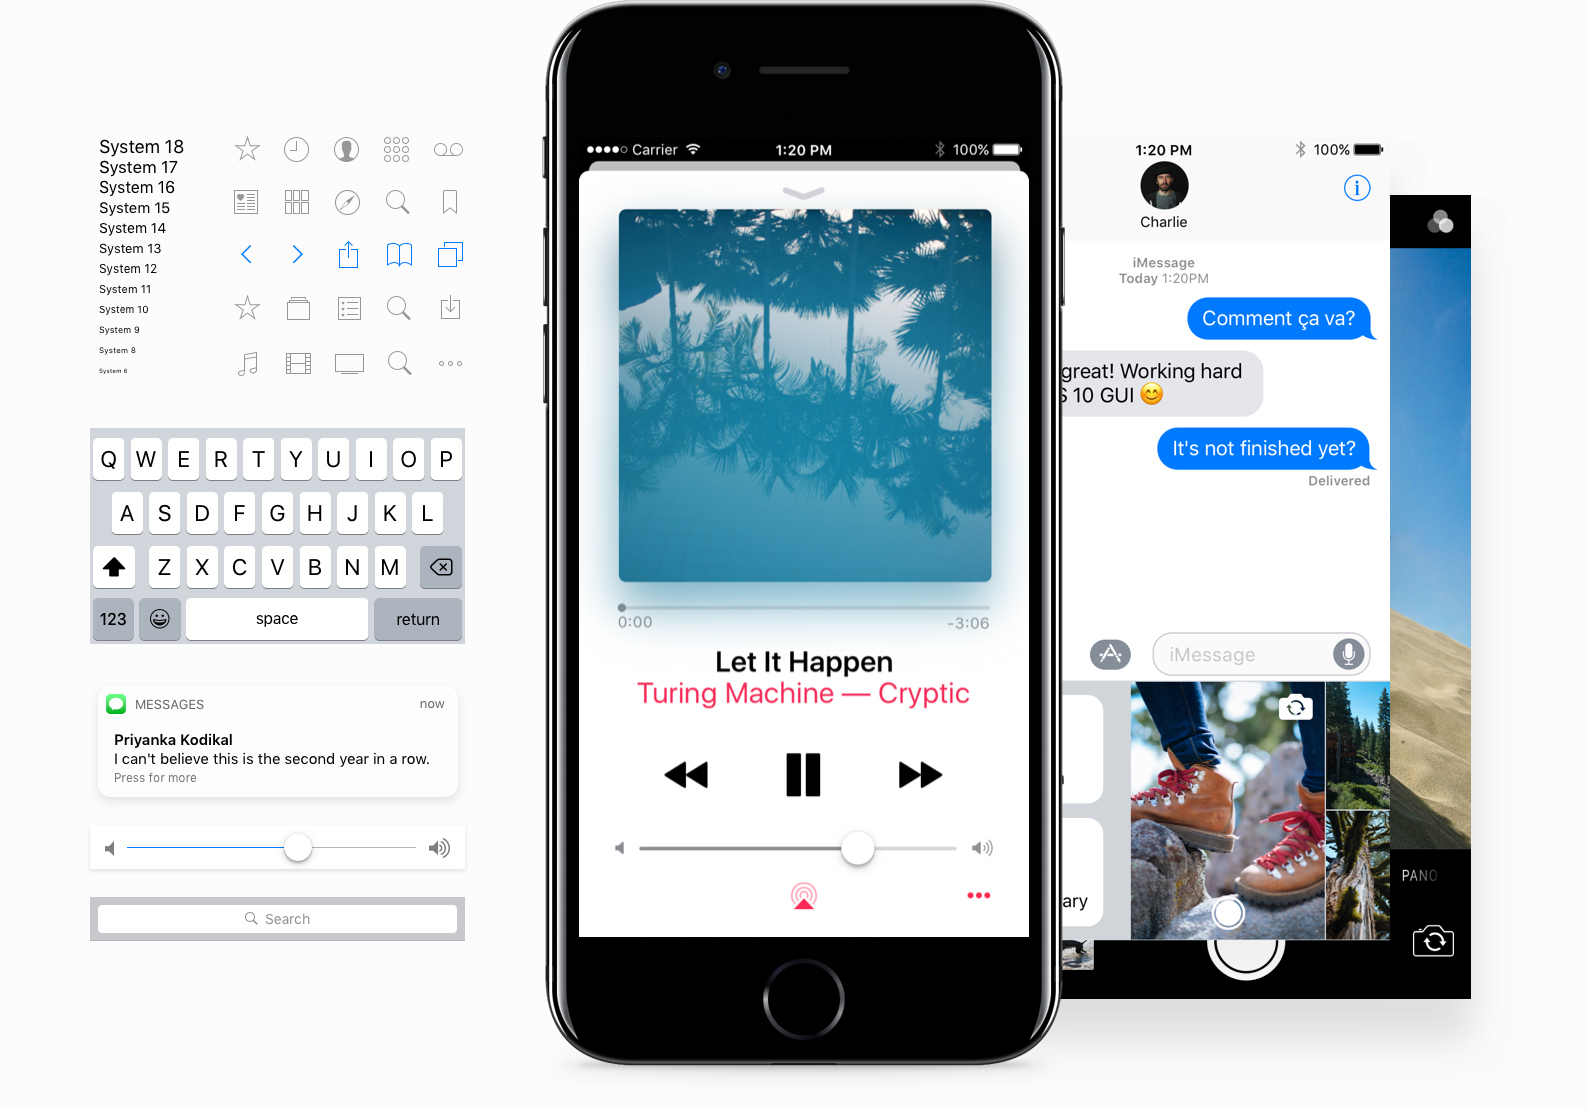 System 18
System 17
System 16
System 15
System 14
System 13
System 12
System 11
System 10
System 9
System 8
System 6
Q W E R T Y U I O P
A S D F G H J K L
Z X C V B N M
123 space return
MESSAGES now
Priyanka Kodikal
I can't believe this is the second year in a row.
Press for more
Search
Carrier 1:20 PM 100%
0:00 -3:06
Let It Happen
Turing Machine — Cryptic
1:20 PM 100%
Charlie
iMessage
Today 1:20PM
Comment ça va?
great! Working hard
S 10 GUI 😊
It's not finished yet?
Delivered
iMessage
ary
PANO